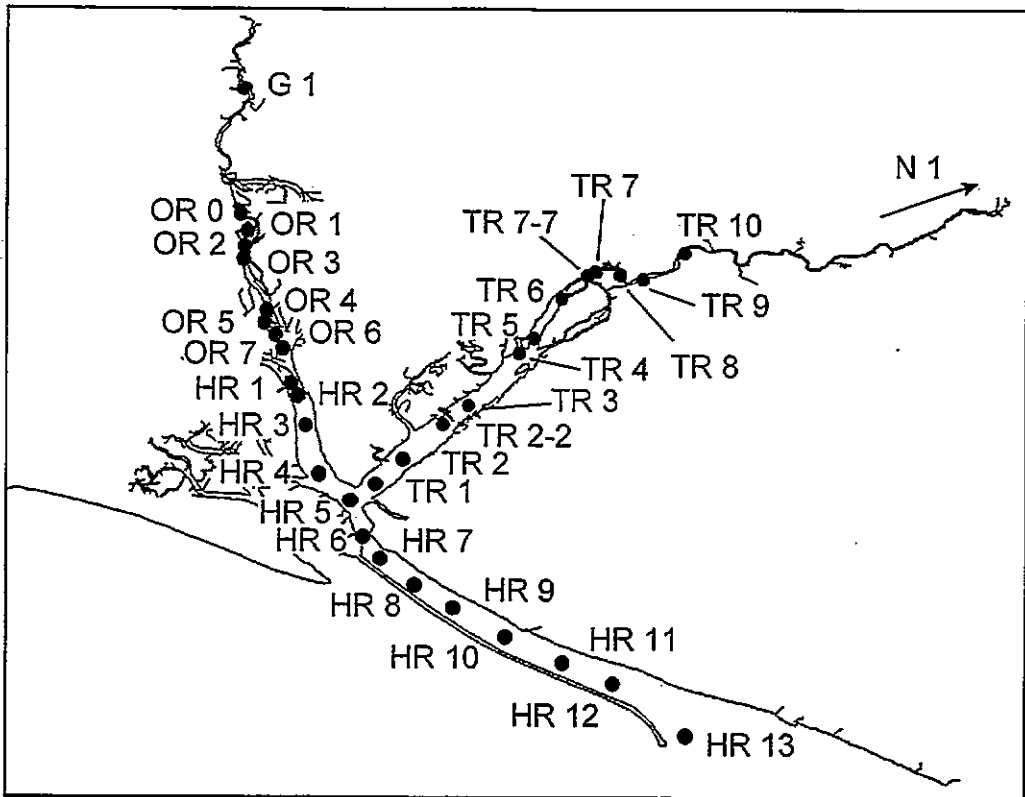 G 1
N 1
TR 7
OR 0
OR 1
TR 7-7
TR 10
OR 2
OR 3
TR 6
TR 9
OR 4
OR 5
OR 6
TR 5
TR 8
OR 7
TR 4
HR 1
HR 2
TR 3
HR 3
TR 2-2
TR 2
HR 4
TR 1
HR 5
HR 6
HR 7
HR 8
HR 9
HR 10
HR 11
HR 12
HR 13